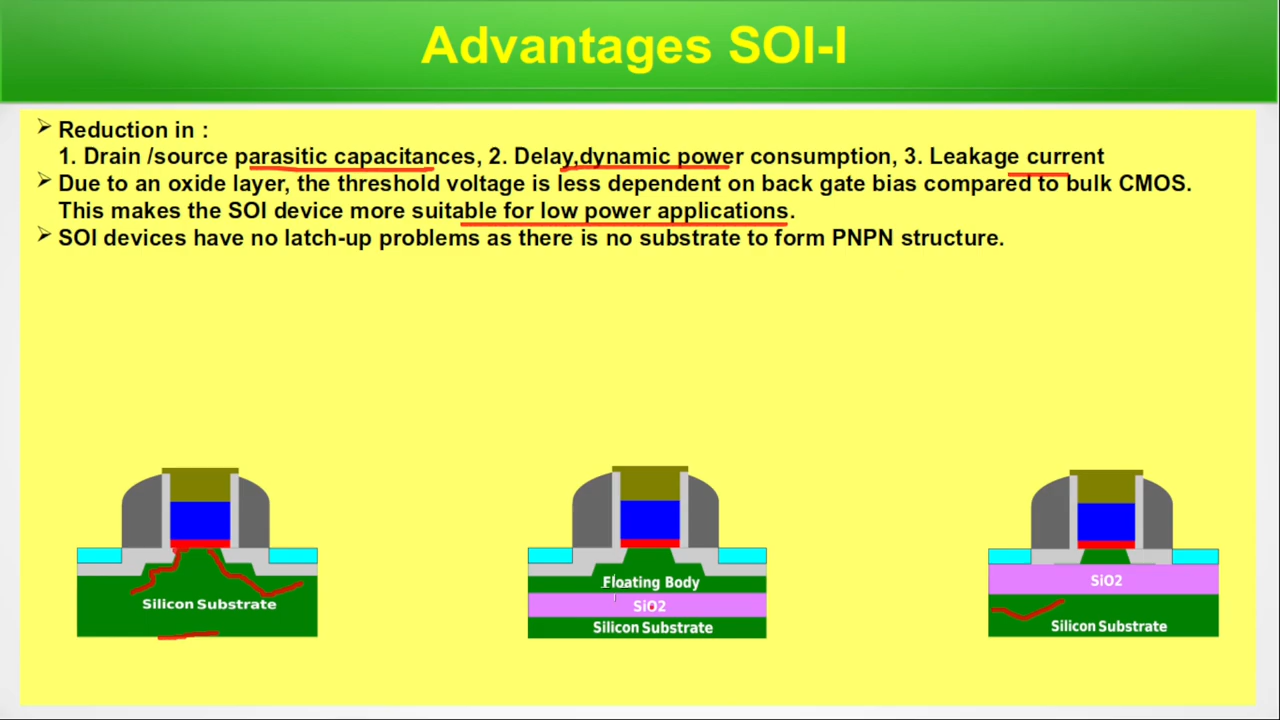 Advantages SOI-I
➢ Reduction in :
1. Drain /source parasitic capacitances, 2. Delay,dynamic power consumption, 3. Leakage current
➢ Due to an oxide layer, the threshold voltage is less dependent on back gate bias compared to bulk CMOS.
This makes the SOI device more suitable for low power applications.
➢ SOI devices have no latch-up problems as there is no substrate to form PNPN structure.
Silicon Substrate
Floating Body
SiO2
Silicon Substrate
SiO2
Silicon Substrate